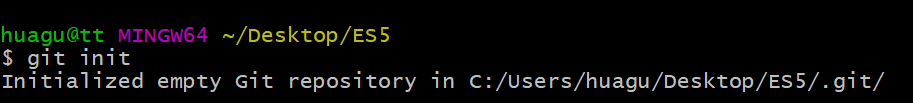 huagu@tt MINGW64 ~/Desktop/ES5
$ git init
Initialized empty Git repository in C:/Users/huagu/Desktop/ES5/.git/